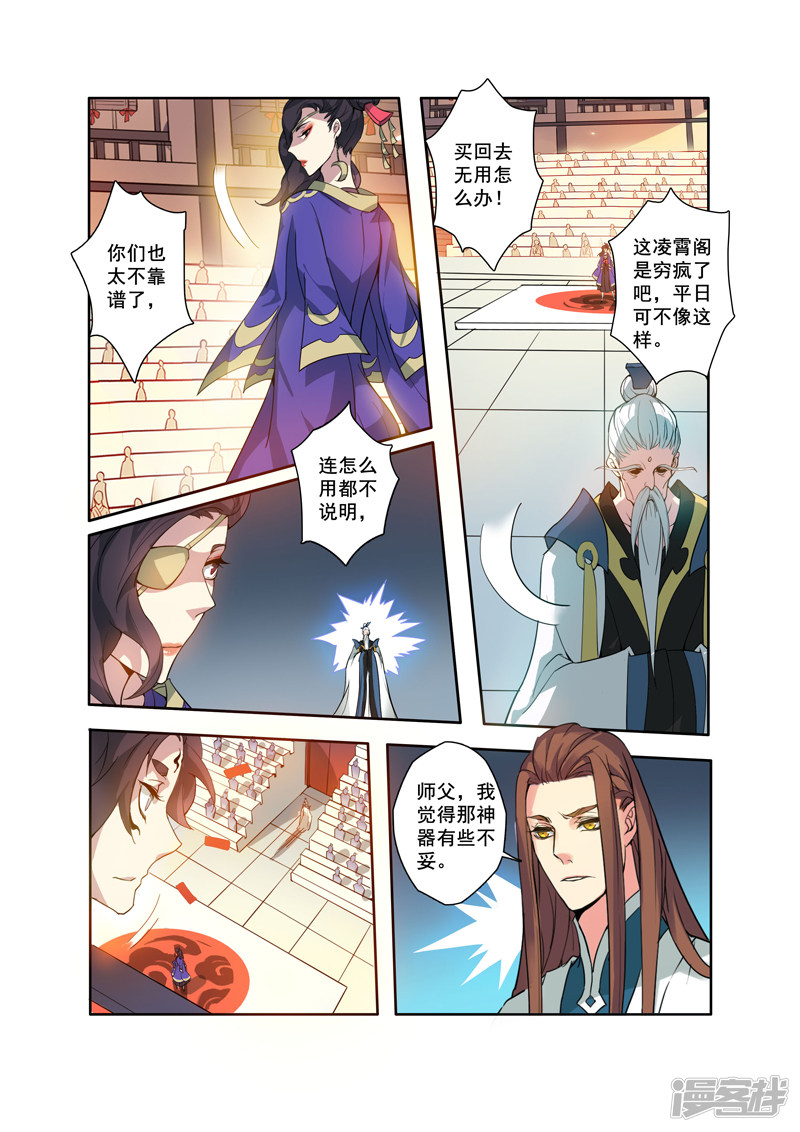 你们也
太不靠
谱了，
买回去
无用怎
么办！
这凌霄阁
是穷疯了
吧，平日
可不像这
样。
连怎么
用都不
说明，
师父，我
觉得那神
器有些不
妥。
漫客栈